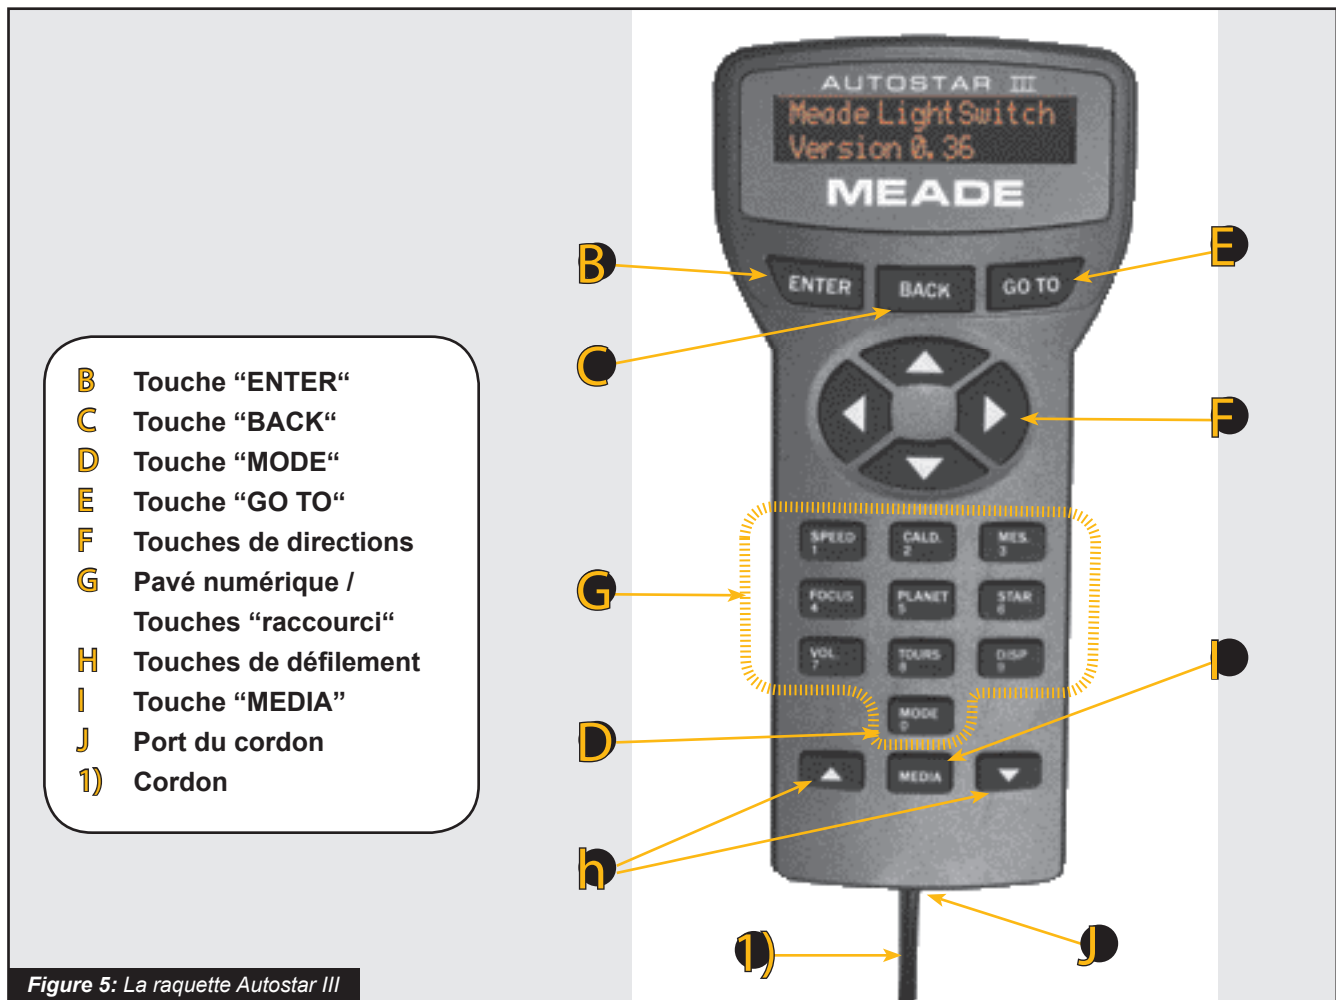 AUTOSTAR III
Meade LightSwitch
Version 0.36
MEADE
B
E
ENTER
BACK
GO TO
C
F
B Touche “ENTER“
C Touche “BACK“
D Touche “MODE“
E Touche “GO TO“
F Touches de directions
G Pavé numérique /
Touches “raccourci“
H Touches de défilement
I Touche “MEDIA”
J Port du cordon
1) Cordon
SPEED 1
CALD. 2
MES. 3
G
FOCUS 4
PLANET 5
STAR 6
VOL 7
TOURS 8
DISP 9
I
MODE 0
D
MEDIA
h
1)
J
Figure 5: La raquette Autostar III